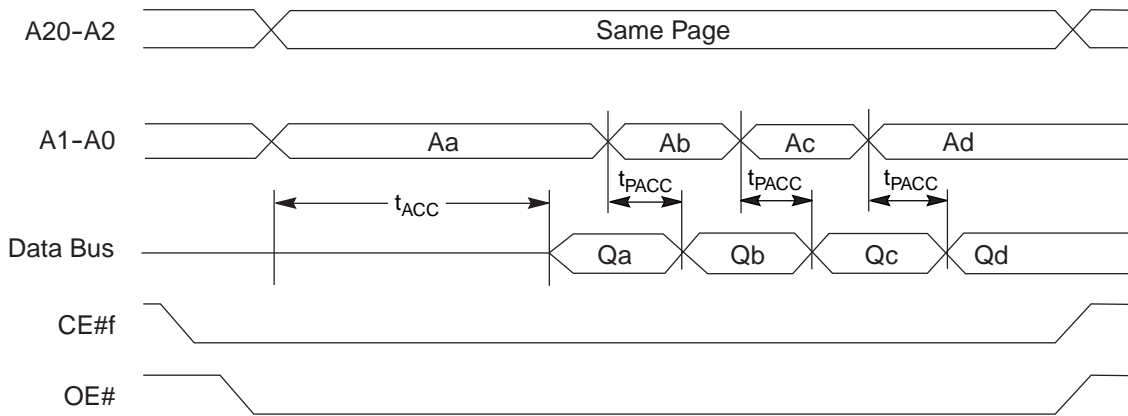 A20-A2 Same Page
A1-A0 Aa Ab Ac Ad
tACC tPACC tPACC tPACC
Data Bus Qa Qb Qc Qd
CE#f
OE#